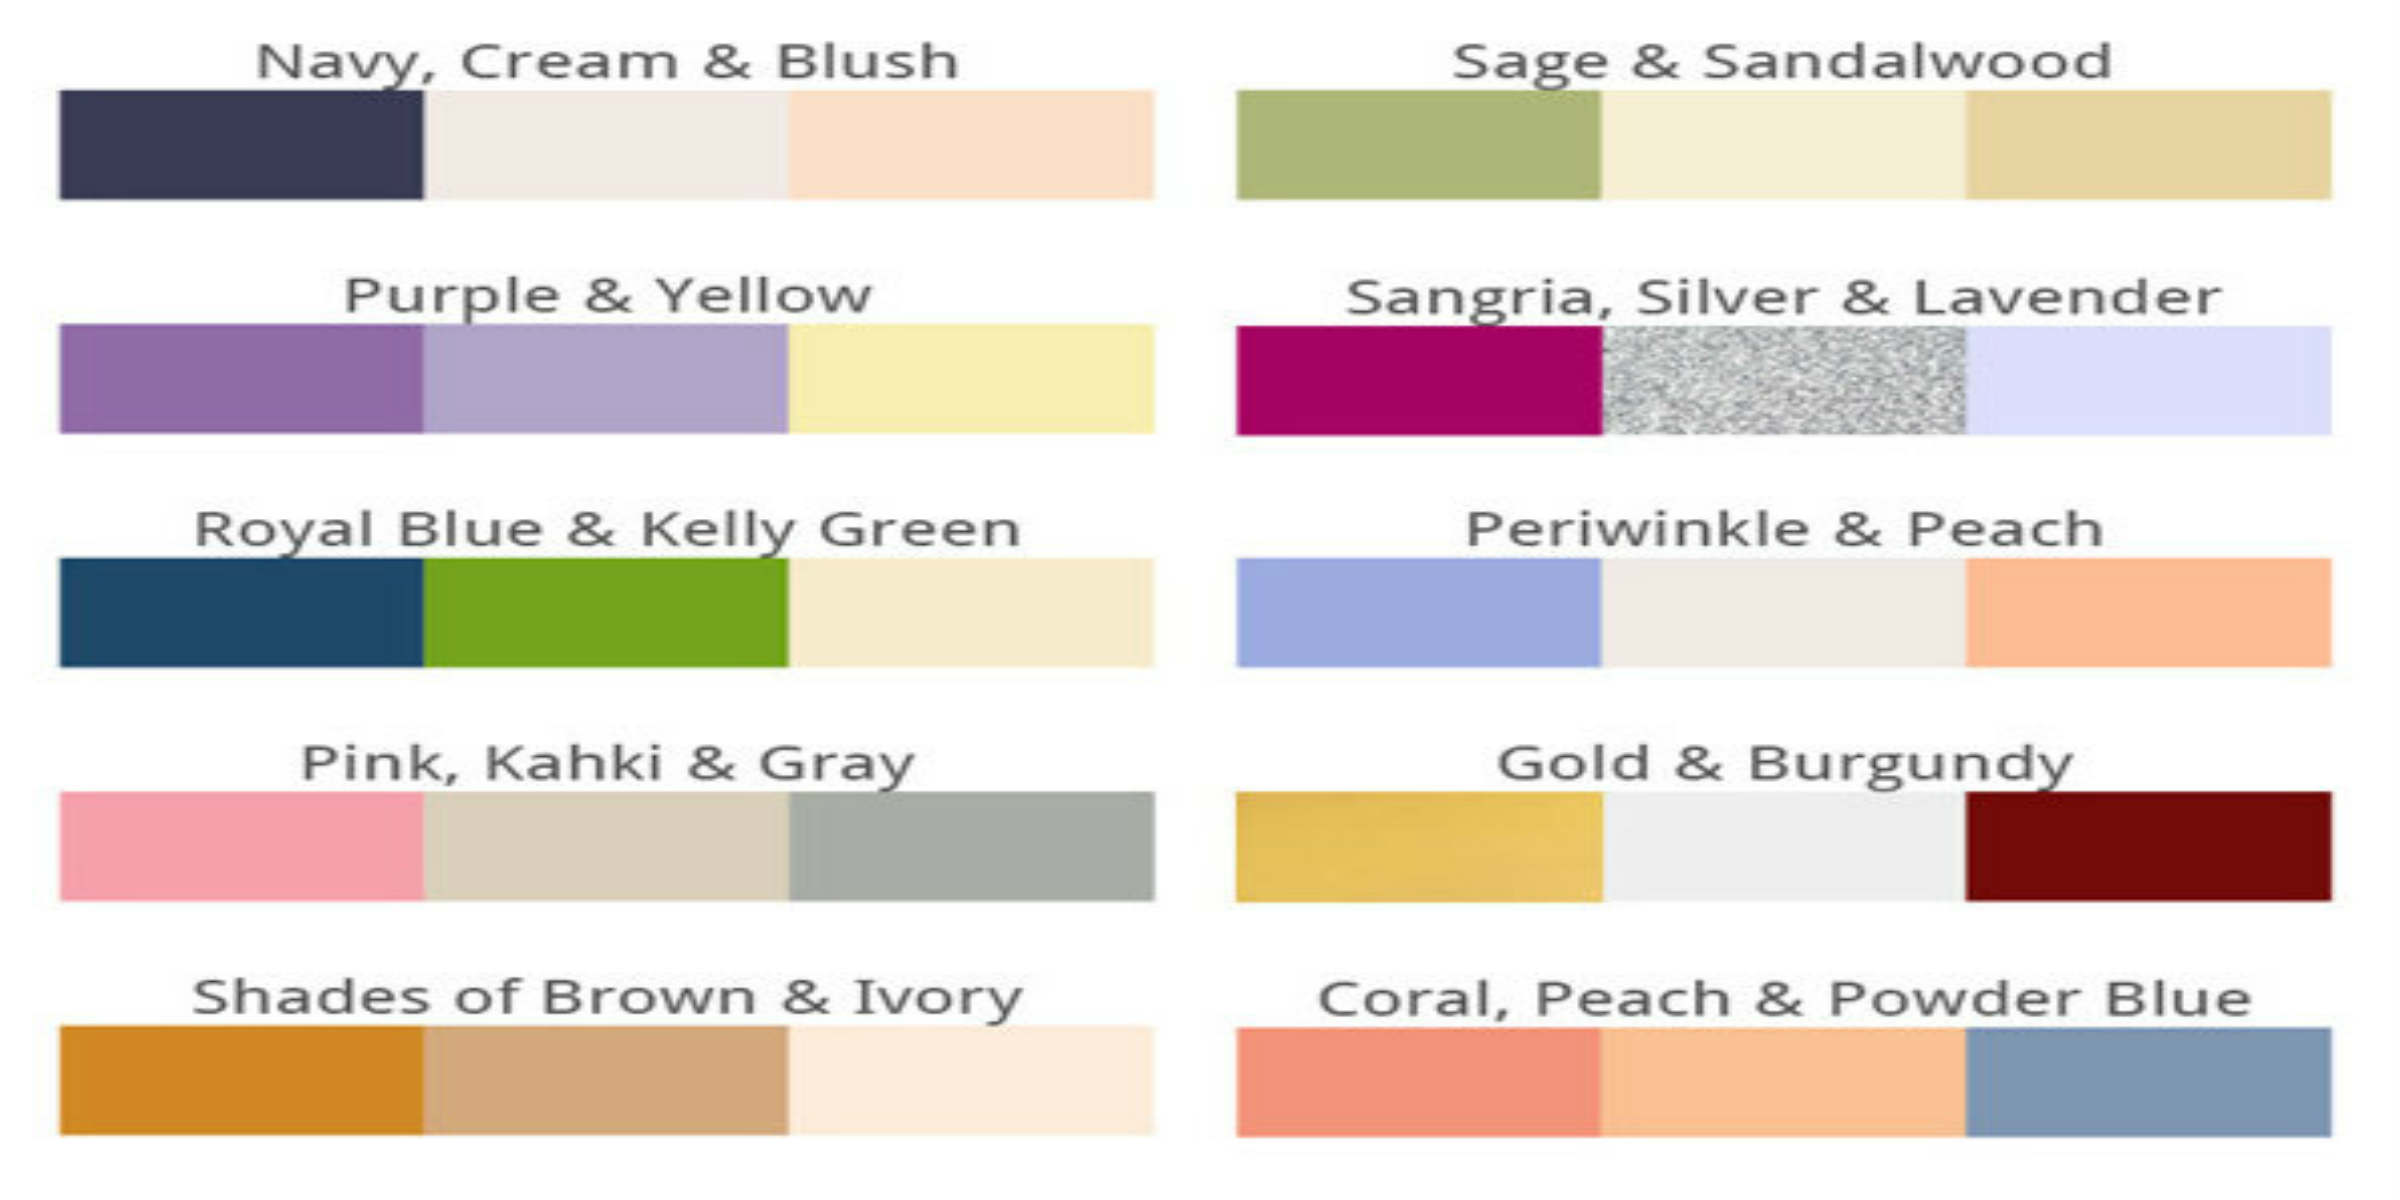 Navy, Cream & Blush
Sage & Sandalwood
Purple & Yellow
Sangria, Silver & Lavender
Royal Blue & Kelly Green
Periwinkle & Peach
Pink, Kahki & Gray
Gold & Burgundy
Shades of Brown & Ivory
Coral, Peach & Powder Blue